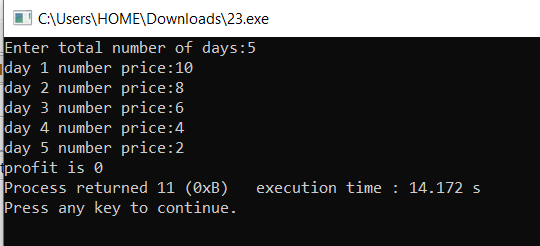 C:\Users\HOME\Downloads\23.exe
Enter total number of days:5
day 1 number price:10
day 2 number price:8
day 3 number price:6
day 4 number price:4
day 5 number price:2
profit is 0
Process returned 11 (0xB)   execution time : 14.172 s
Press any key to continue.